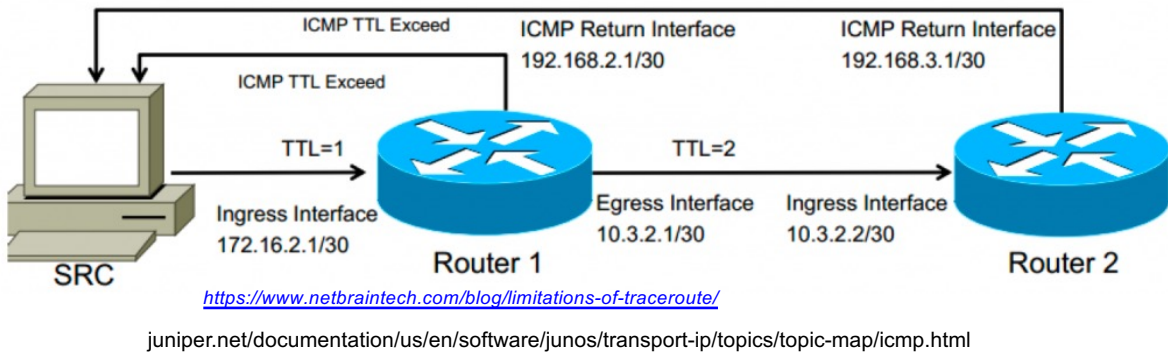 ICMP TTL Exceed
ICMP Return Interface
192.168.2.1/30
ICMP Return Interface
192.168.3.1/30
ICMP TTL Exceed
TTL=1
TTL=2
Ingress Interface
172.16.2.1/30
Egress Interface
10.3.2.1/30
Ingress Interface
10.3.2.2/30
SRC
Router 1
Router 2
https://www.netbraintech.com/blog/limitations-of-traceroute/
juniper.net/documentation/us/en/software/junos/transport-ip/topics/topic-map/icmp.html